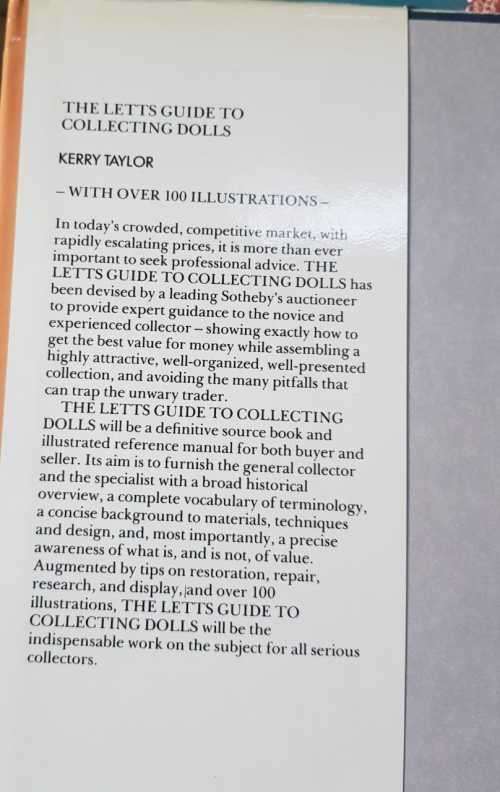 THE LETTS GUIDE TO
COLLECTING DOLLS
KERRY TAYLOR
– WITH OVER 100 ILLUSTRATIONS –
In today's crowded, competitive market, with
rapidly escalating prices, it is more than ever
important to seek professional advice. THE
LETTS GUIDE TO COLLECTING DOLLS has
been devised by a leading Sotheby's auctioneer
to provide expert guidance to the novice and
experienced collector – showing exactly how to
get the best value for money while assembling a
highly attractive, well-organized, well-presented
collection, and avoiding the many pitfalls that
can trap the unwary trader.
THE LETTS GUIDE TO COLLECTING
DOLLS will be a definitive source book and
illustrated reference manual for both buyer and
seller. Its aim is to furnish the general collector
and the specialist with a broad historical
overview, a complete vocabulary of terminology,
a concise background to materials, techniques
and design, and, most importantly, a precise
awareness of what is, and is not, of value.
Augmented by tips on restoration, repair,
research, and display, and over 100
illustrations, THE LETTS GUIDE TO
COLLECTING DOLLS will be the
indispensable work on the subject for all serious
collectors.